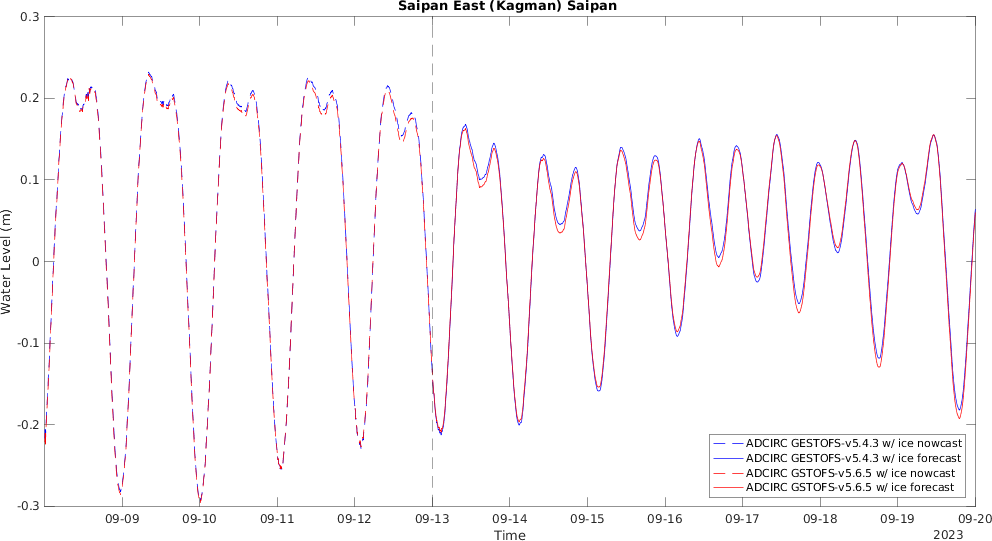 Saipan East (Kagman) Saipan
0.3
0.2
0.1
0
-0.1
-0.2
-0.3
Water Level (m)
09-09 09-10 09-11 09-12 09-13 09-14 09-15 09-16 09-17 09-18 09-19 09-20
Time
2023
ADCIRC GESTOFS-v5.4.3 w/ ice nowcast
ADCIRC GESTOFS-v5.4.3 w/ ice forecast
ADCIRC GSTOFS-v5.6.5 w/ ice nowcast
ADCIRC GSTOFS-v5.6.5 w/ ice forecast